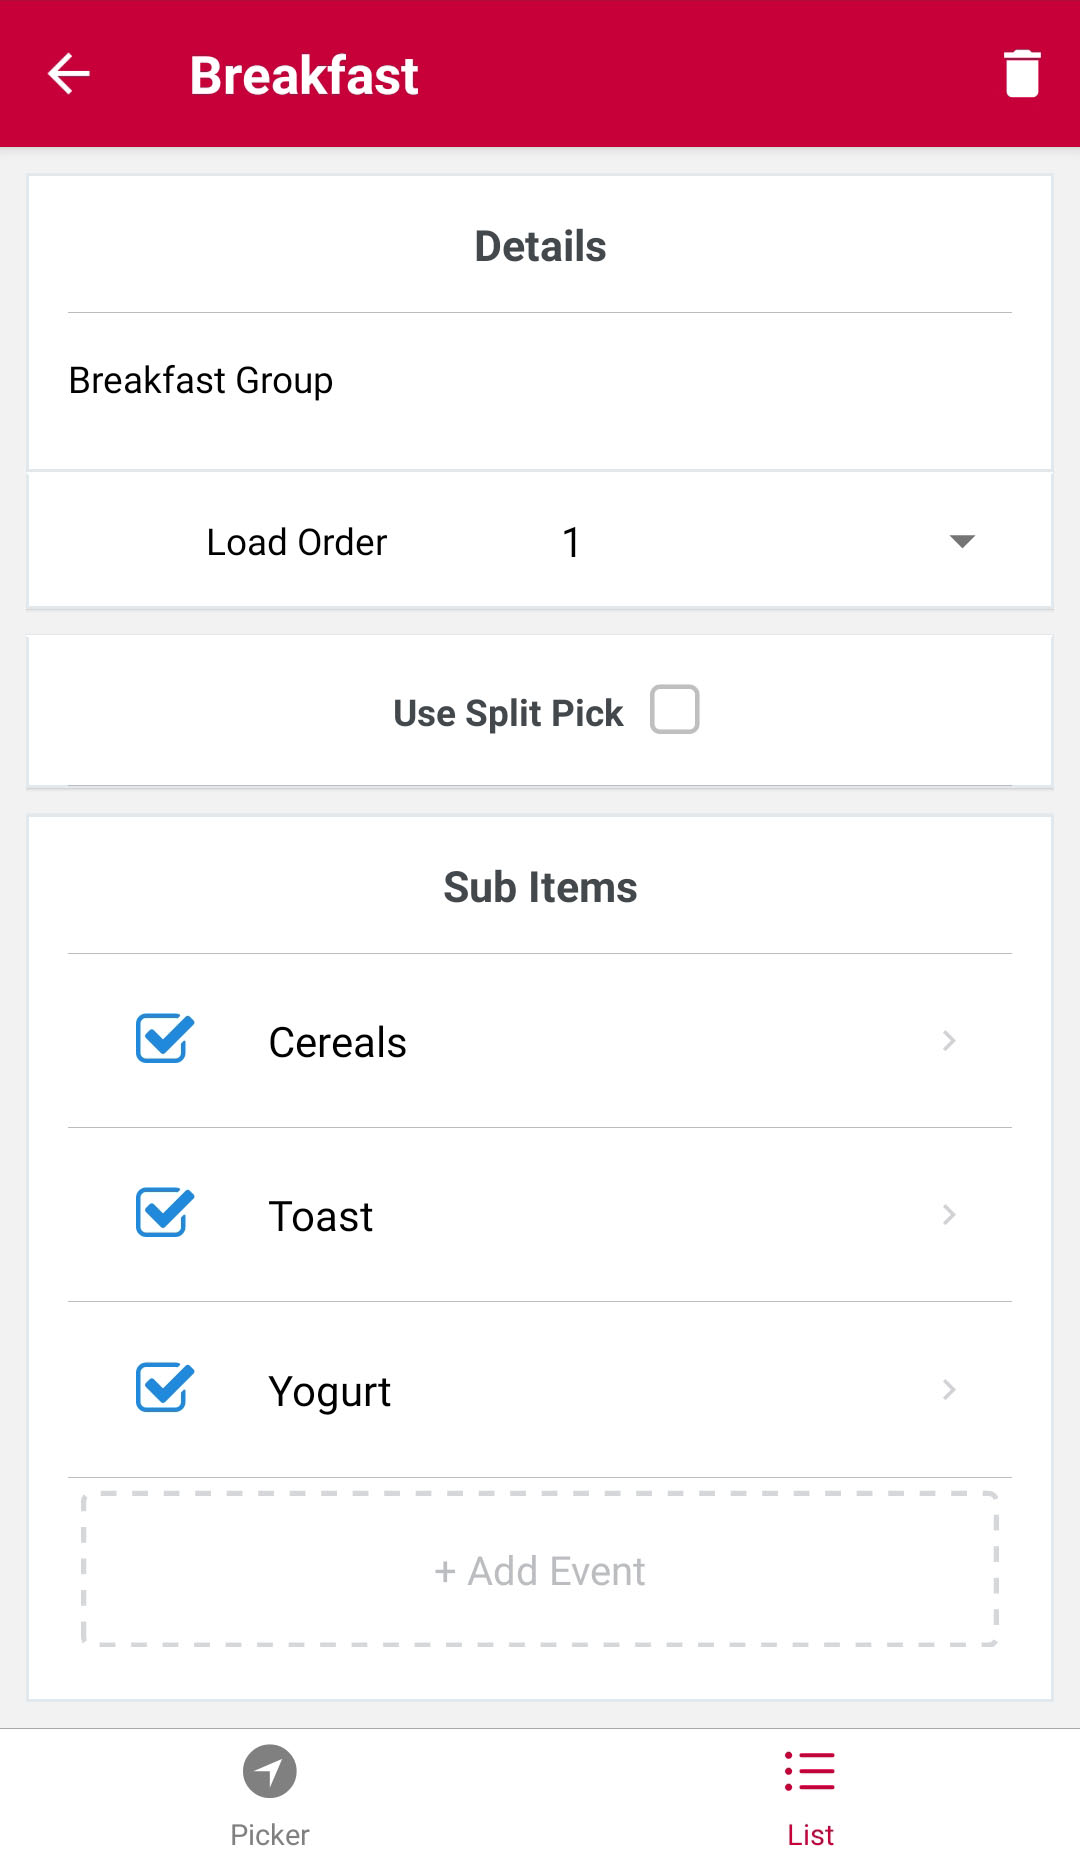 Breakfast
Details
Breakfast Group
Load Order 1
Use Split Pick
Sub Items
Cereals
Toast
Yogurt
+ Add Event
Picker List